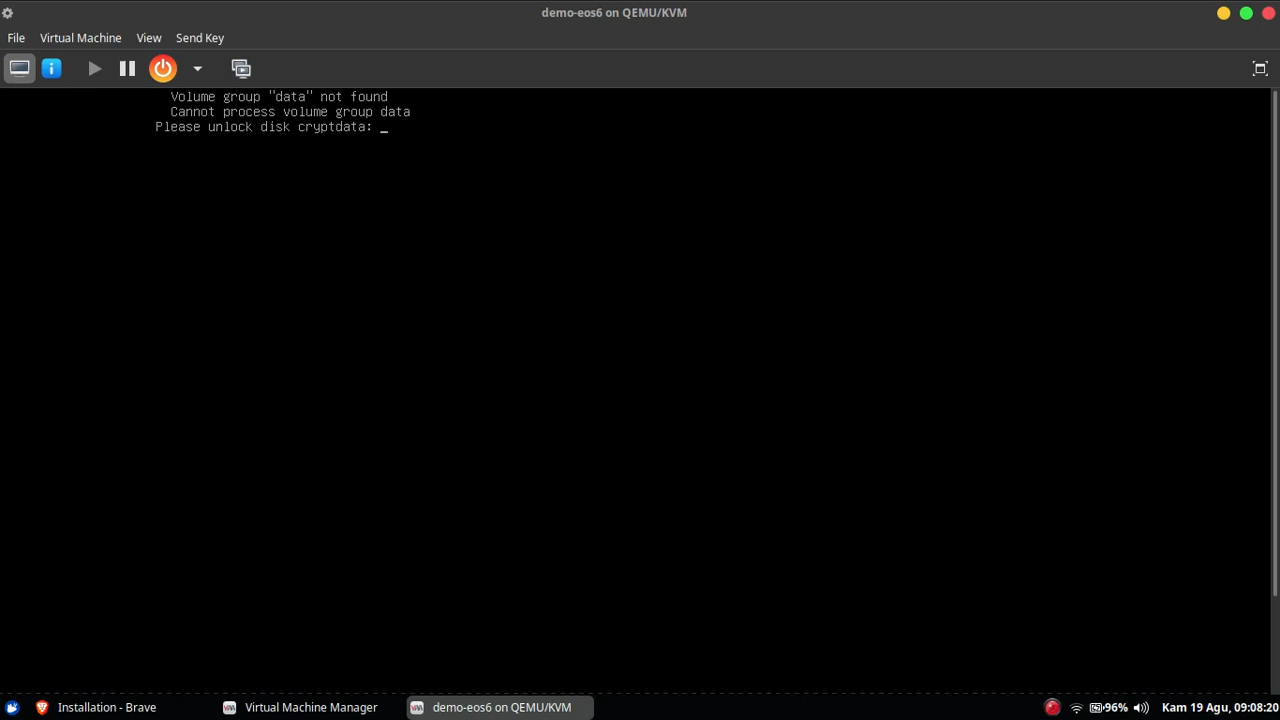 demo-eos6 on QEMU/KVM
File Virtual Machine View Send Key
Volume group "data" not found
Cannot process volume group data
Please unlock disk cryptdata: _
Installation - Brave Virtual Machine Manager demo-eos6 on QEMU/KVM 96% Kam 19 Agu, 09:08:20